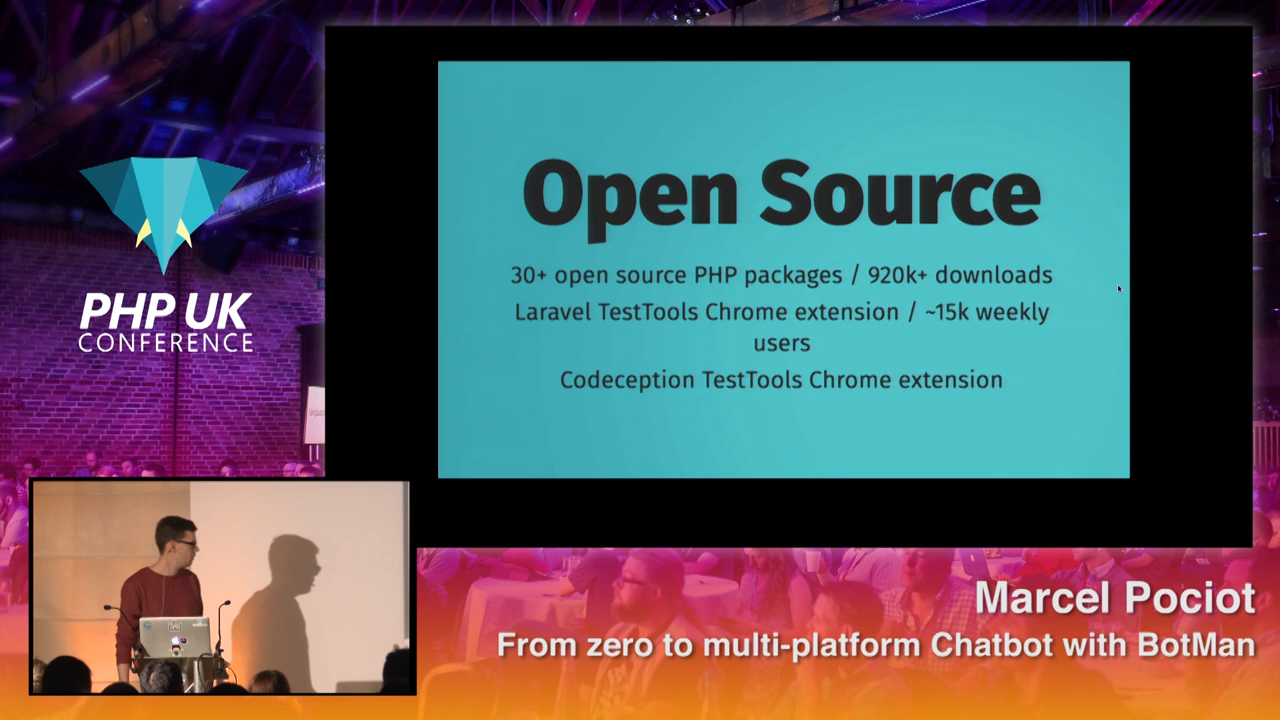 Open Source
30+ open source PHP packages / 920k+ downloads
Laravel TestTools Chrome extension / ~15k weekly
users
Codeception TestTools Chrome extension
PHP UK
CONFERENCE
Marcel Pociot
From zero to multi-platform Chatbot with BotMan